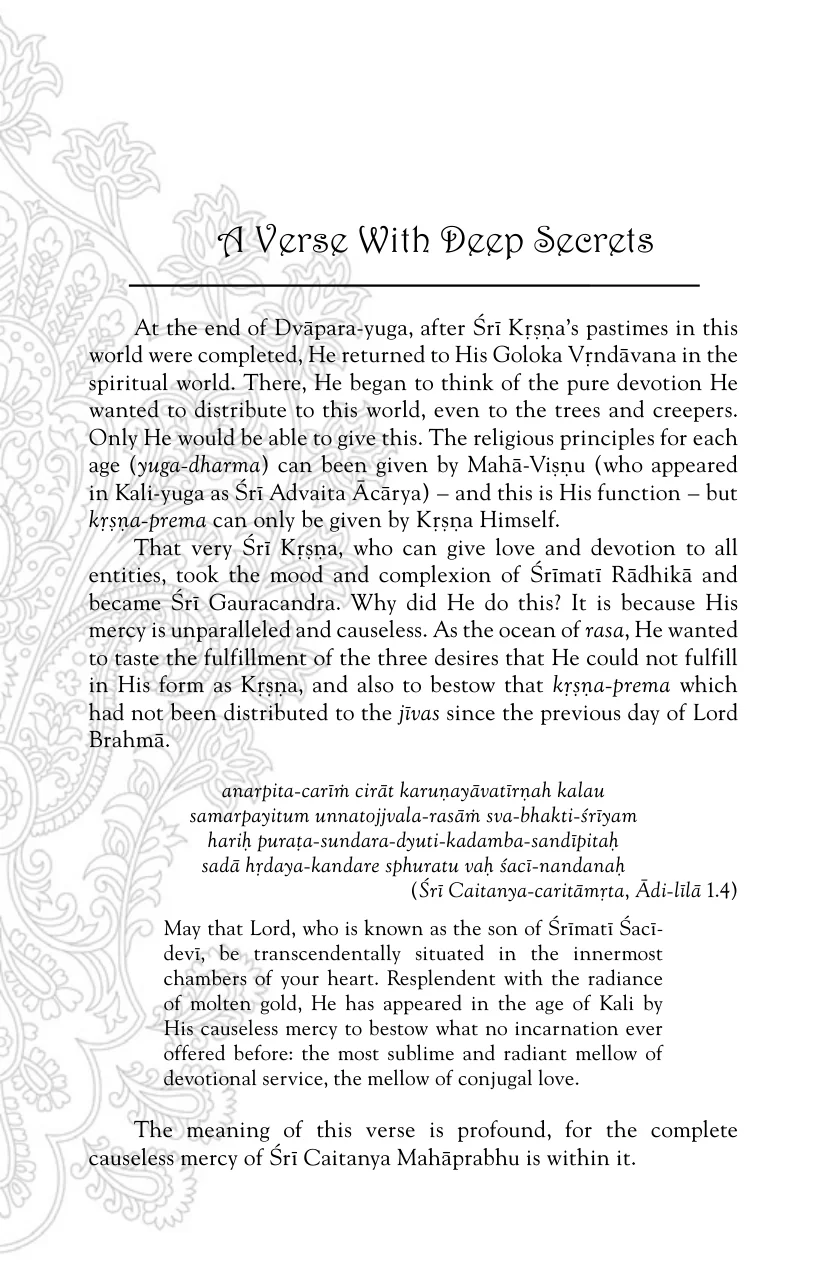 A Verse With Deep Secrets
At the end of Dvāpara-yuga, after Śrī Kṛṣṇa’s pastimes in this
world were completed, He returned to His Goloka Vṛndāvana in the
spiritual world. There, He began to think of the pure devotion He
wanted to distribute to this world, even to the trees and creepers.
Only He would be able to give this. The religious principles for each
age (yuga-dharma) can been given by Mahā-Viṣṇu (who appeared
in Kali-yuga as Śrī Advaita Ācārya) – and this is His function – but
kṛṣṇa-prema can only be given by Kṛṣṇa Himself.
That very Śrī Kṛṣṇa, who can give love and devotion to all
entities, took the mood and complexion of Śrīmatī Rādhikā and
became Śrī Gauracandra. Why did He do this? It is because His
mercy is unparalleled and causeless. As the ocean of rasa, He wanted
to taste the fulfillment of the three desires that He could not fulfill
in His form as Kṛṣṇa, and also to bestow that kṛṣṇa-prema which
had not been distributed to the jīvas since the previous day of Lord
Brahmā.
anarpita-carīṁ cirāt karuṇayāvatīrṇah kalau
samarpayitum unnatojjvala-rasāṁ sva-bhakti-śrīyam
hariḥ puraṭa-sundara-dyuti-kadamba-sandīpitaḥ
sadā hṛdaya-kandare sphuratu vaḥ śacī-nandanaḥ
(Śrī Caitanya-caritāmṛta, Ādi-līlā 1.4)
May that Lord, who is known as the son of Śrīmatī Śacī-
devī, be transcendentally situated in the innermost
chambers of your heart. Resplendent with the radiance
of molten gold, He has appeared in the age of Kali by
His causeless mercy to bestow what no incarnation ever
offered before: the most sublime and radiant mellow of
devotional service, the mellow of conjugal love.
The meaning of this verse is profound, for the complete
causeless mercy of Śrī Caitanya Mahāprabhu is within it.